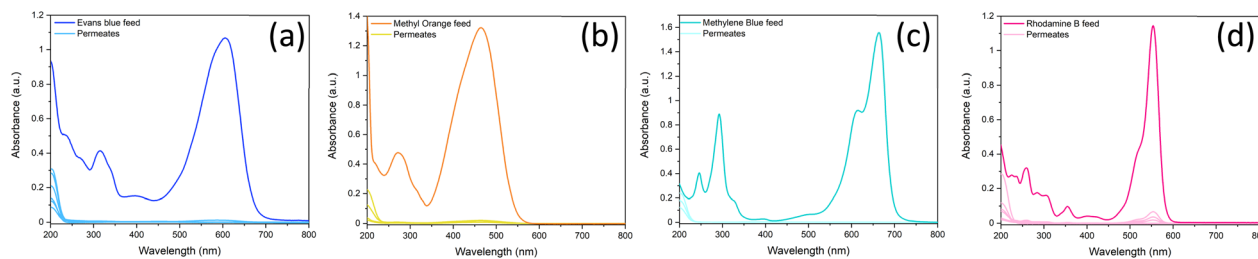 Evans blue feed
Permeates
(a)
1.2
1
0.8
0.6
0.4
0.2
0
Absorbance (a.u.)
200 300 400 500 600 700 800
Wavelength (nm)
Methyl Orange feed
Permeates
(b)
1.4
1.2
1
0.8
0.6
0.4
0.2
0
Absorbance (a.u.)
200 300 400 500 600 700 800
Wavelength (nm)
Methylene Blue feed
Permeates
(c)
1.6
1.4
1.2
1
0.8
0.6
0.4
0.2
0
Absorbance (a.u.)
200 300 400 500 600 700 800
Wavelength (nm)
Rhodamine B feed
Permeates
(d)
1.2
1
0.8
0.6
0.4
0.2
0
Absorbance (a.u.)
200 300 400 500 600 700 800
Wavelength (nm)